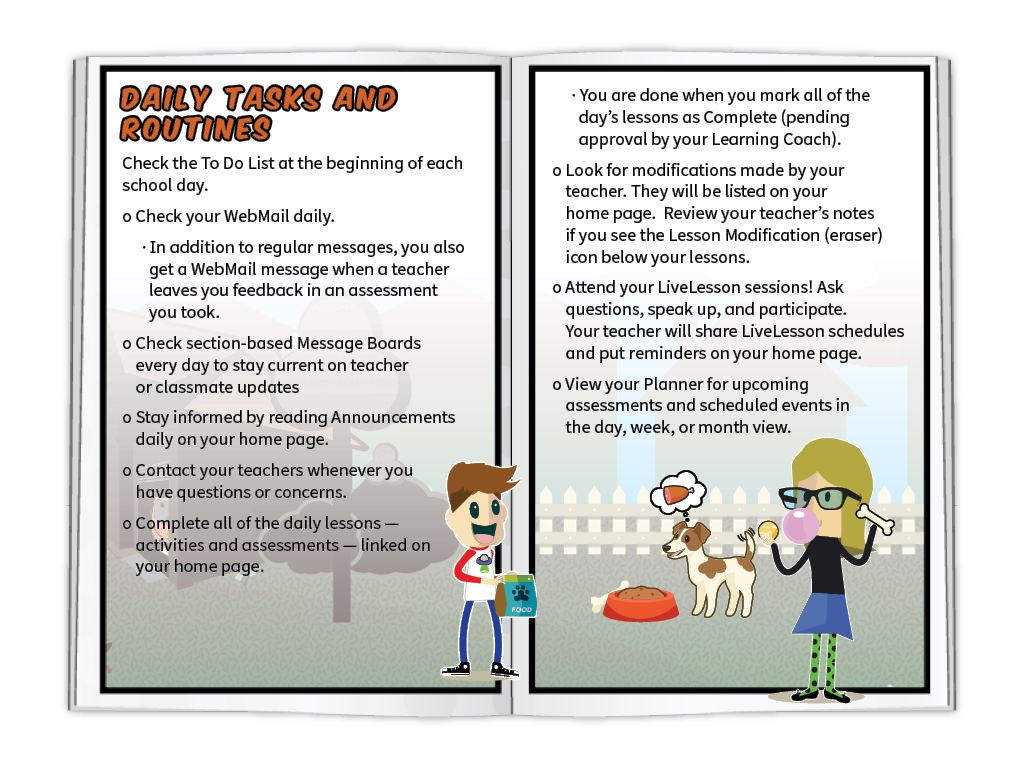 DAILY TASKS AND
ROUTINES
Check the To Do List at the beginning of each
school day.
o Check your WebMail daily.
· In addition to regular messages, you also
get a WebMail message when a teacher
leaves you feedback in an assessment
you took.
o Check section-based Message Boards
every day to stay current on teacher
or classmate updates
o Stay informed by reading Announcements
daily on your home page.
o Contact your teachers whenever you
have questions or concerns.
o Complete all of the daily lessons —
activities and assessments — linked on
your home page.
FOOD
· You are done when you mark all of the
day’s lessons as Complete (pending
approval by your Learning Coach).
o Look for modifications made by your
teacher. They will be listed on your
home page.  Review your teacher’s notes
if you see the Lesson Modification (eraser)
icon below your lessons.
o Attend your LiveLesson sessions! Ask
questions, speak up, and participate.
Your teacher will share LiveLesson schedules
and put reminders on your home page.
o View your Planner for upcoming
assessments and scheduled events in
the day, week, or month view.